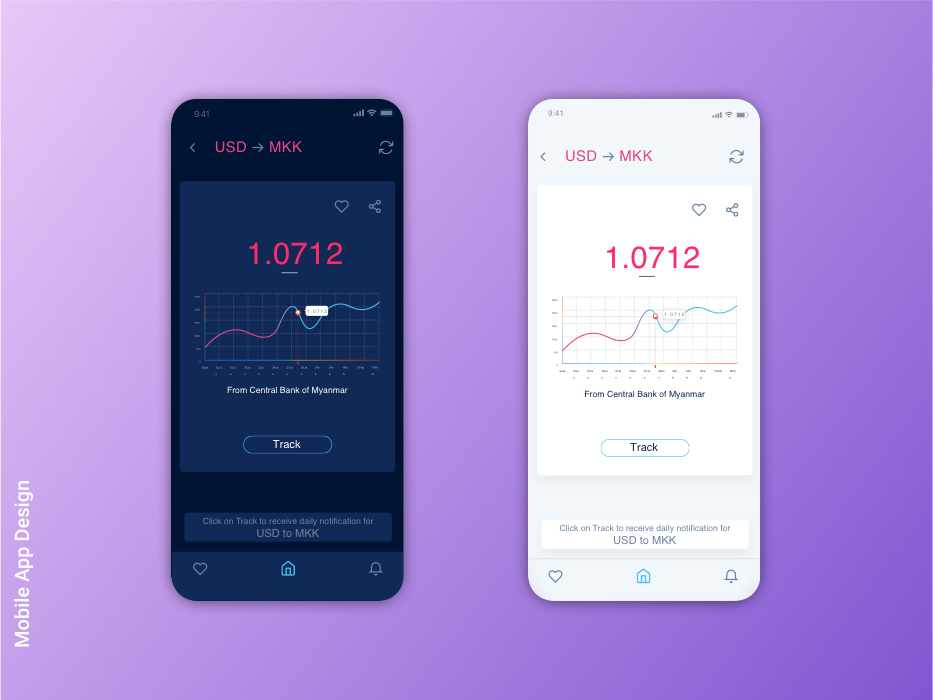 9:41
USD → MKK
1.0712
1.0712
From Central Bank of Myanmar
Track
Click on Track to receive daily notification for
USD to MKK
9:41
USD → MKK
1.0712
1.0712
From Central Bank of Myanmar
Track
Click on Track to receive daily notification for
USD to MKK
Mobile App Design